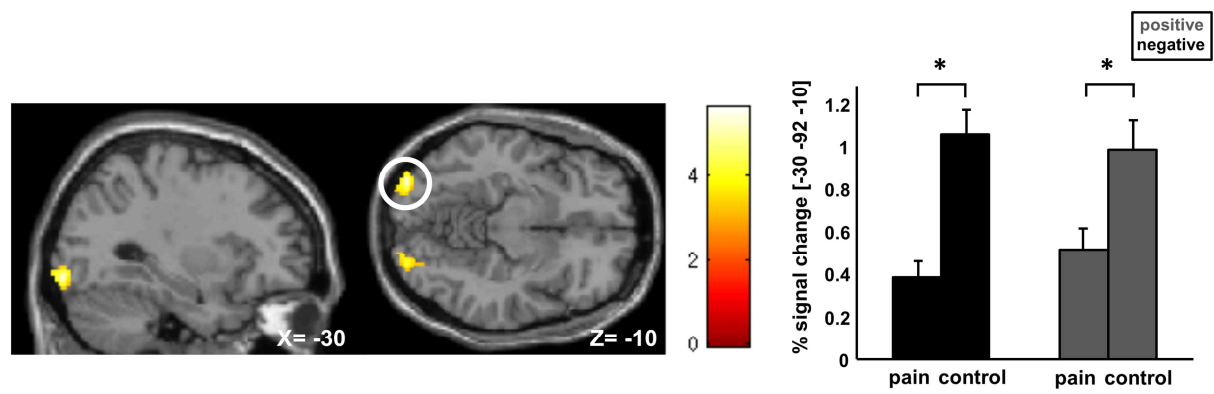 X= -30
Z= -10
4
2
0
% signal change [-30 -92 -10]
1.2
1
0.8
0.6
0.4
0.2
0
*
*
positive
negative
pain control
pain control